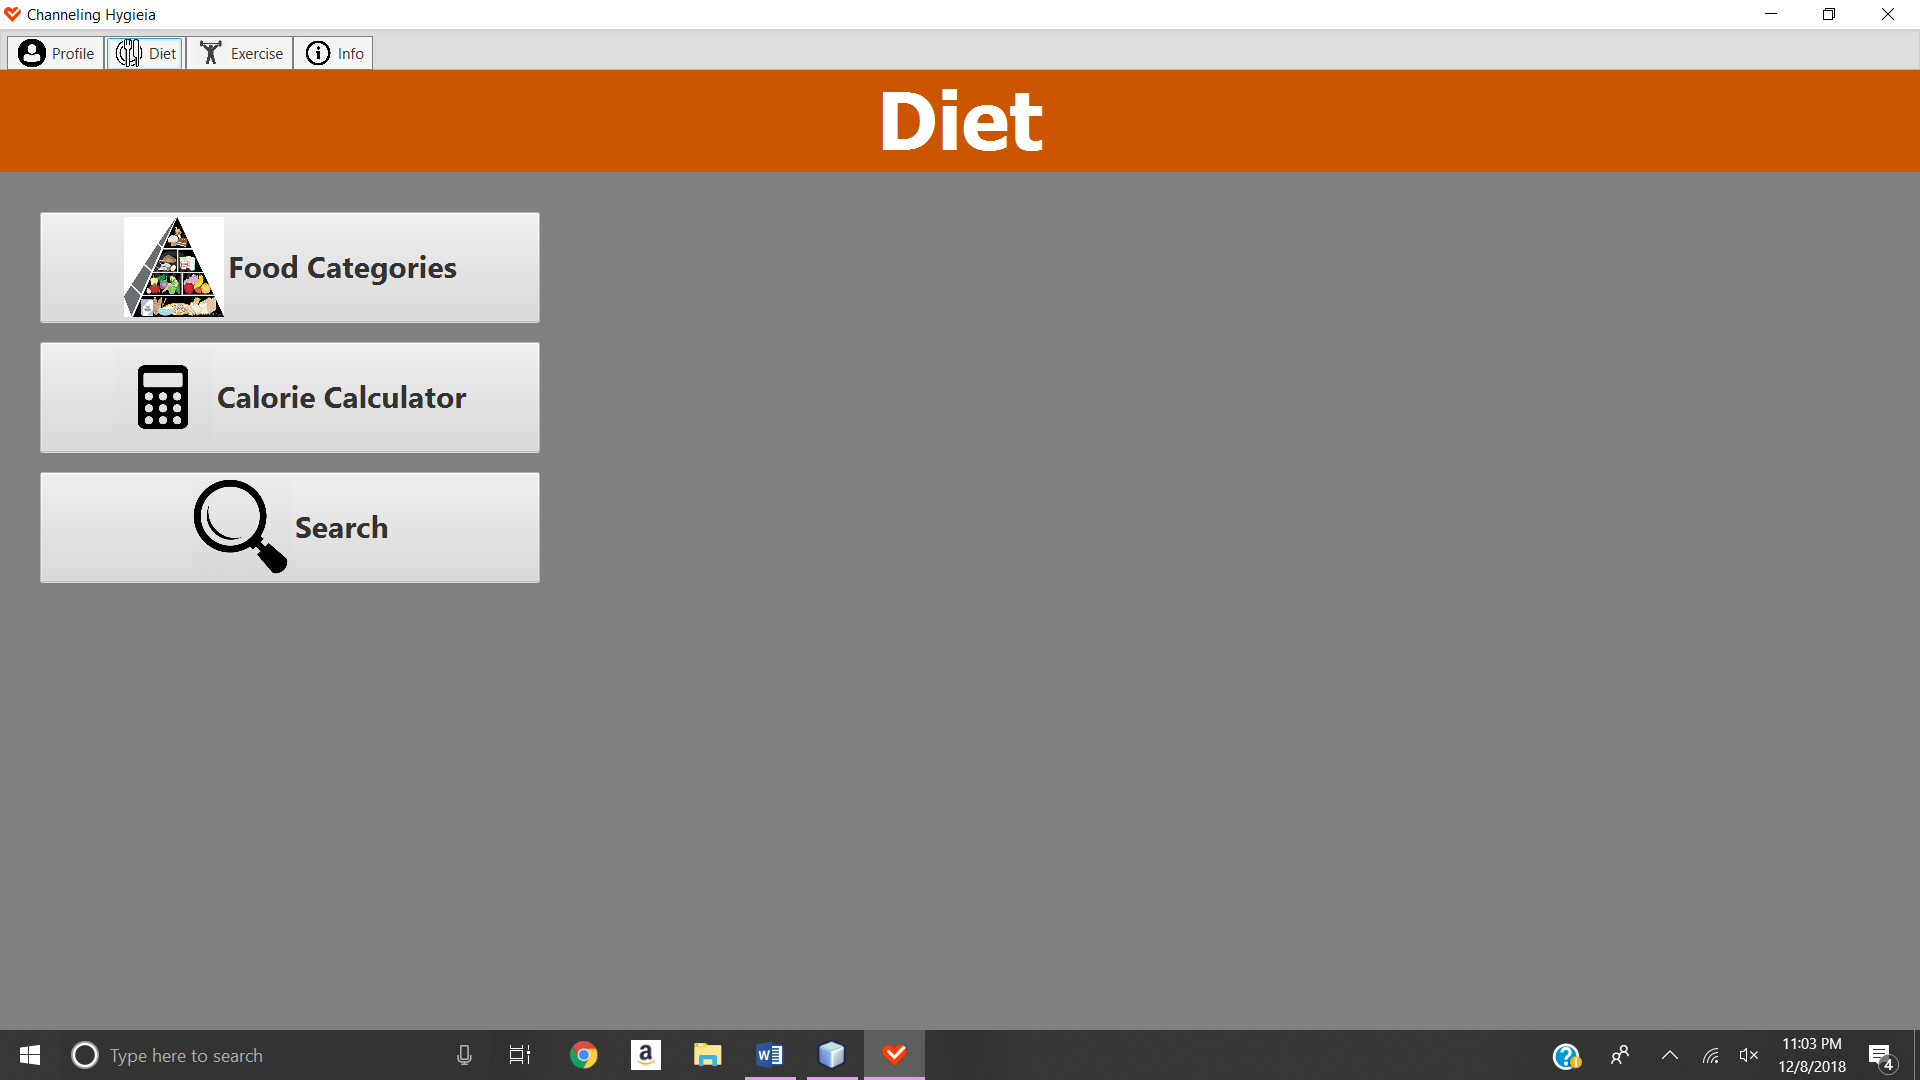 Channeling Hygieia
Profile
Diet
Exercise
Info
Diet
Food Categories
Calorie Calculator
Search
Type here to search
a
W
11:03 PM
12/8/2018
4